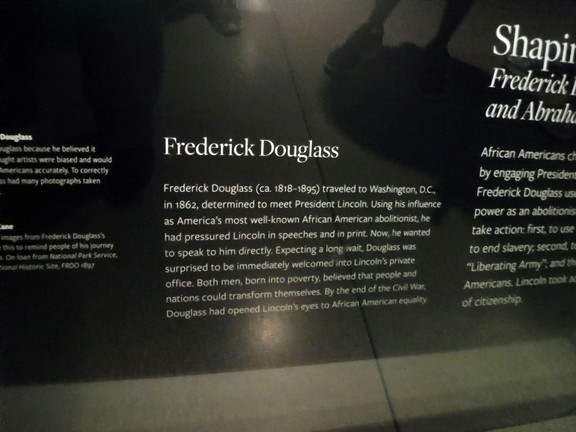 Douglass
uglass because he believed it
ught artists were biased and would
Americans accurately. To correctly
ss had many photographs taken
ane
images from Frederick Douglass's
this to remind people of his journey
s. On loan from National Park Service,
tional Historic Site, FRDO 1897
Frederick Douglass
Frederick Douglass (ca. 1818–1895) traveled to Washington, D.C.,
in 1862, determined to meet President Lincoln. Using his influence
as America's most well-known African American abolitionist, he
had pressured Lincoln in speeches and in print. Now, he wanted
to speak to him directly. Expecting a long wait, Douglass was
surprised to be immediately welcomed into Lincoln's private
office. Both men, born into poverty, believed that people and
nations could transform themselves. By the end of the Civil War,
Douglass had opened Lincoln's eyes to African American equality.
Shapin
Frederick D
and Abraha
African Americans ch
by engaging President
Frederick Douglass use
power as an abolitionis
take action: first, to use
to end slavery; second, t
"Liberating Army"; and th
Americans. Lincoln took ac
of citizenship.